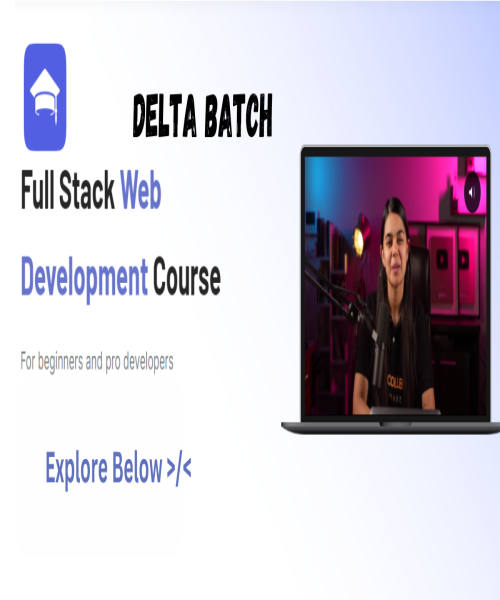 DELTA BATCH
Full Stack Web
Development Course
For beginners and pro developers
Explore Below >/<